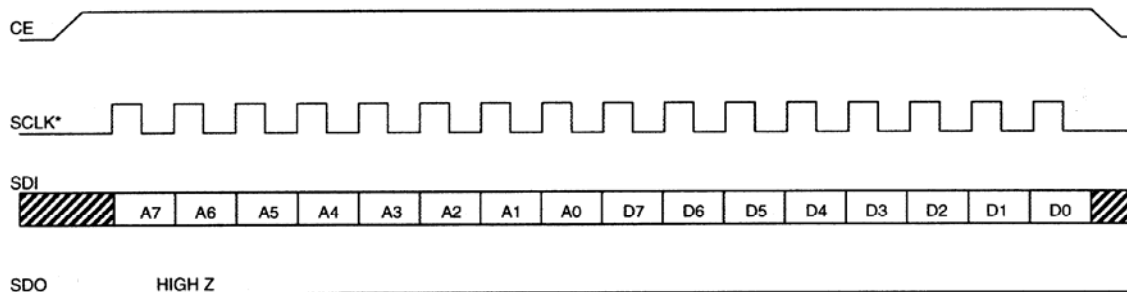 CE
SCLK*
SDI
A7 A6 A5 A4 A3 A2 A1 A0 D7 D6 D5 D4 D3 D2 D1 D0
SDO HIGH Z